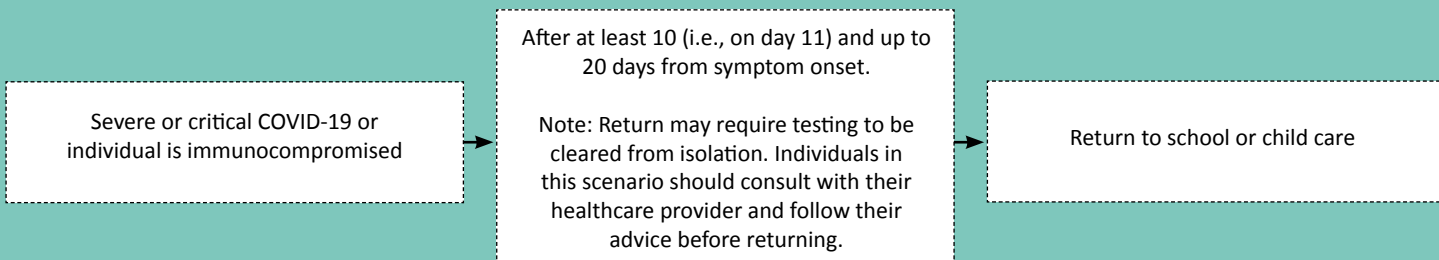 Severe or critical COVID-19 or
individual is immunocompromised
After at least 10 (i.e., on day 11) and up to
20 days from symptom onset.
Note: Return may require testing to be
cleared from isolation. Individuals in
this scenario should consult with their
healthcare provider and follow their
advice before returning.
Return to school or child care